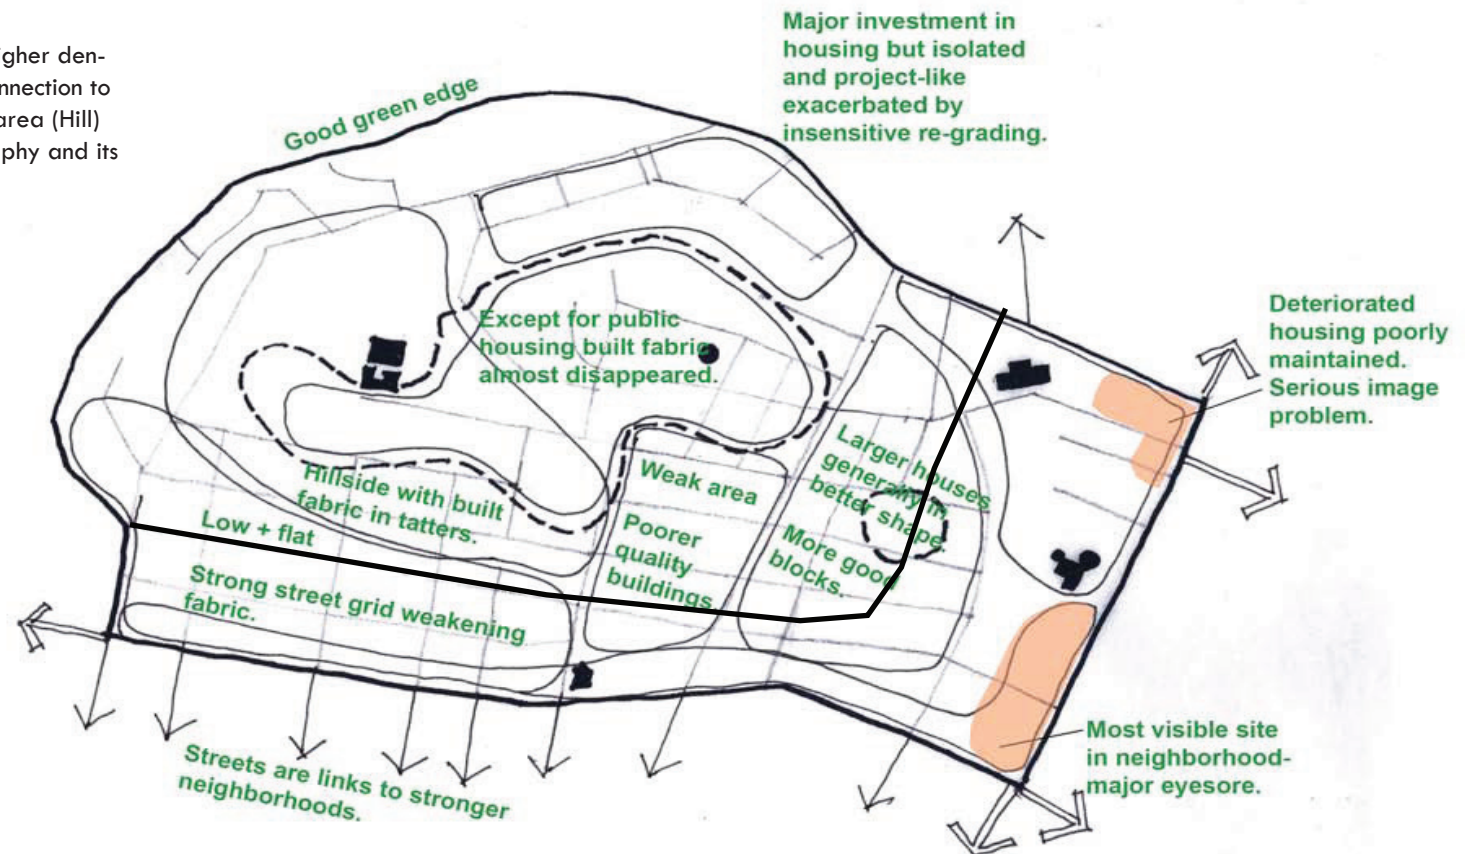 igher den-
nnection to
area (Hill)
phy and its
Major investment in
housing but isolated
and project-like
exacerbated by
insensitive re-grading.
Good green edge
Deteriorated
housing poorly
maintained.
Serious image
problem.
Except for public
housing built fabric
almost disappeared.
Larger houses
generally in
better shape.
More good
blocks.
Weak area
Poorer
quality
buildings.
Hillside with built
fabric in tatters.
Low + flat
Strong street grid weakening
fabric.
Most visible site
in neighborhood-
major eyesore.
Streets are links to stronger
neighborhoods.